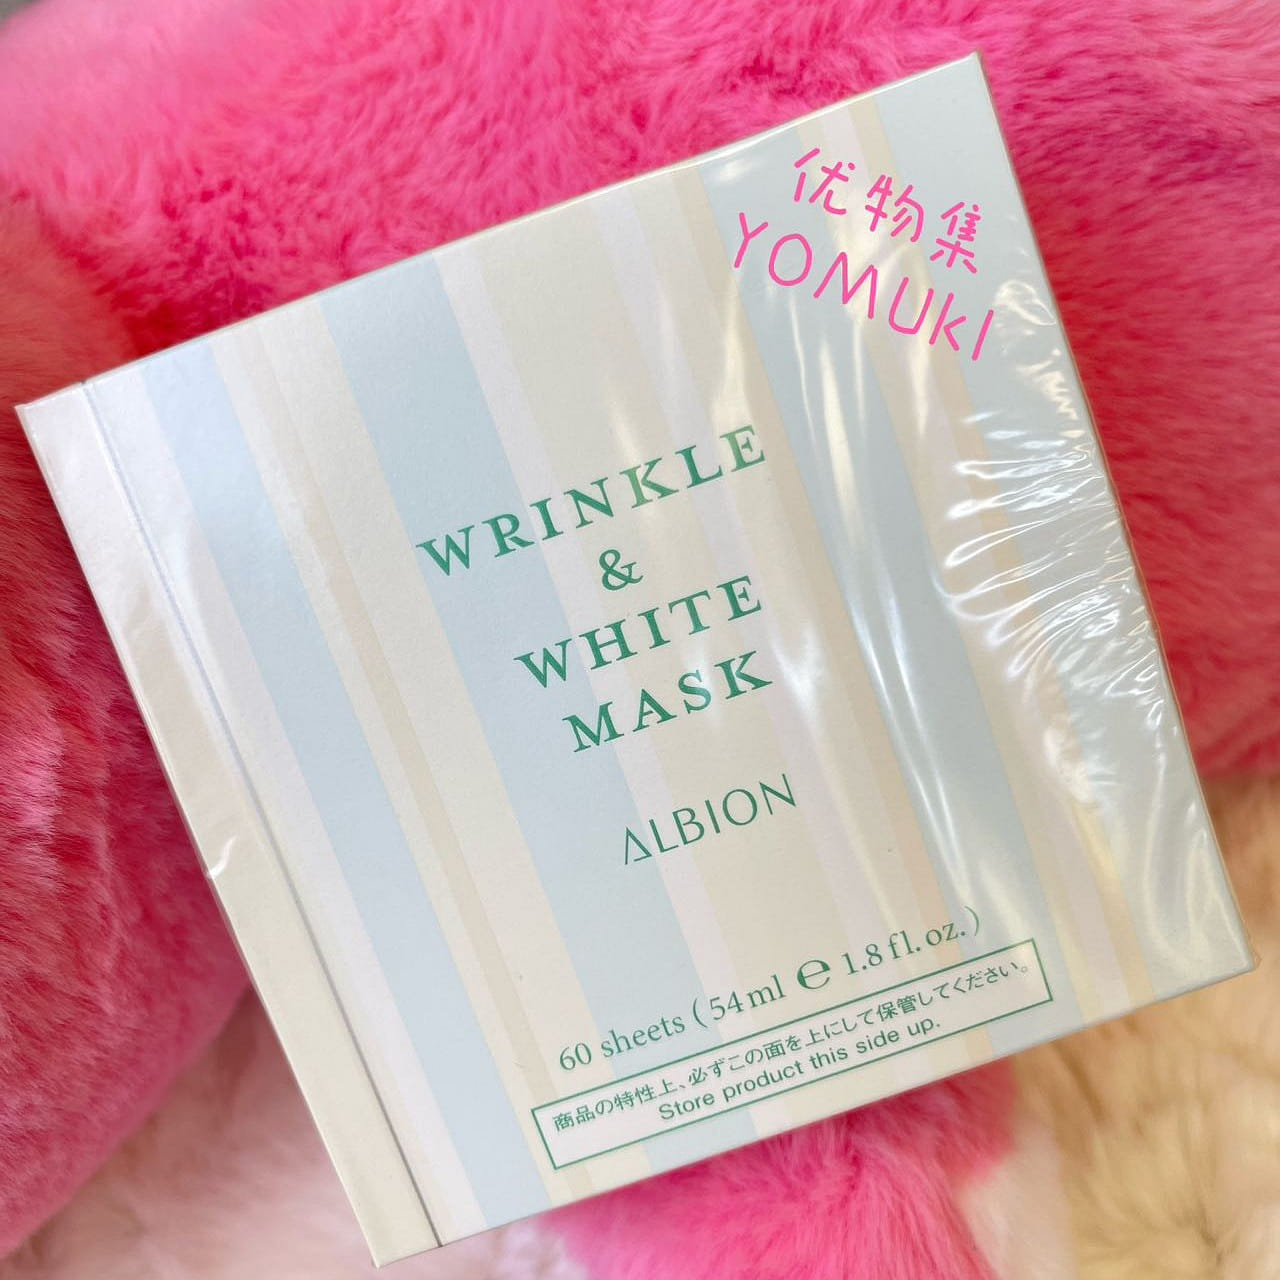 优物集
YOMUKI
WRINKLE
&
WHITE
MASK
ALBION
60 sheets (54ml ℮ 1.8 fl. oz.)
商品の特性上、必ずこの面を上にして保管してください。
Store product this side up.